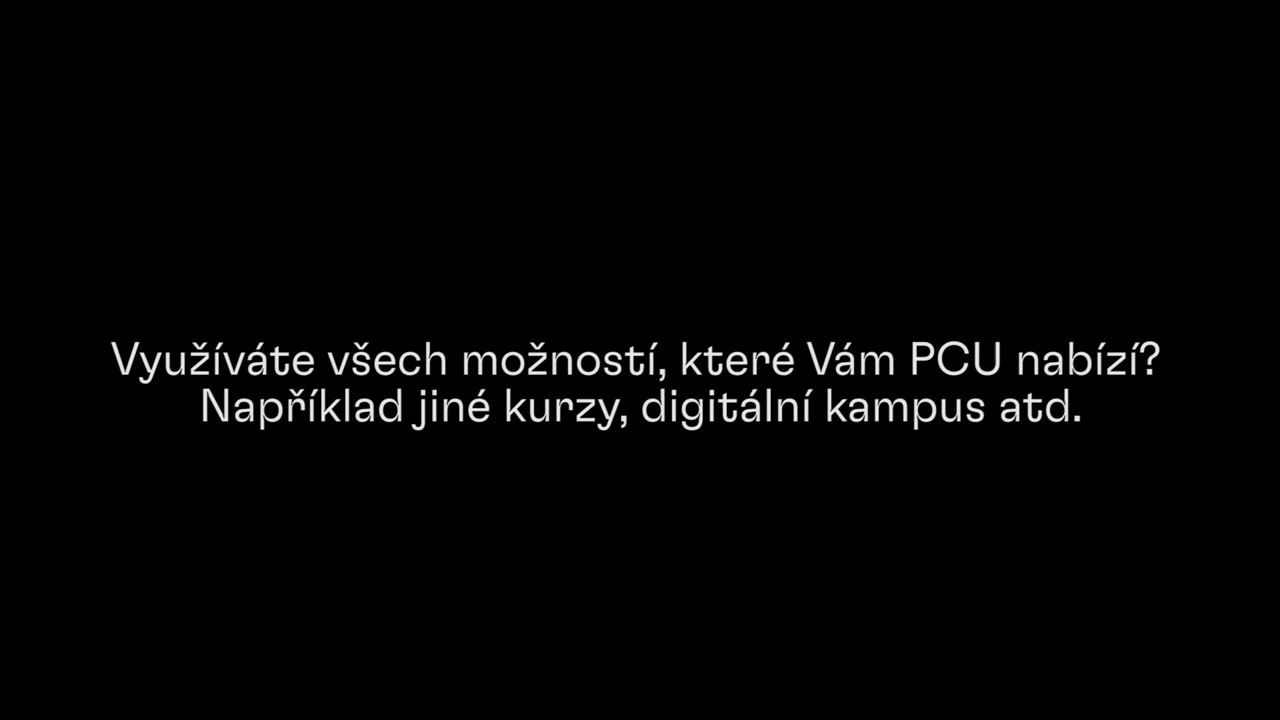 Využíváte všech možností, které Vám PCU nabízí?
Například jiné kurzy, digitální kampus atd.